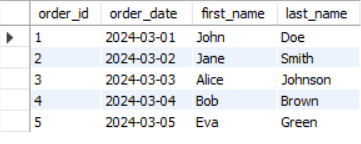 order_id order_date first_name last_name
1 2024-03-01 John Doe
2 2024-03-02 Jane Smith
3 2024-03-03 Alice Johnson
4 2024-03-04 Bob Brown
5 2024-03-05 Eva Green